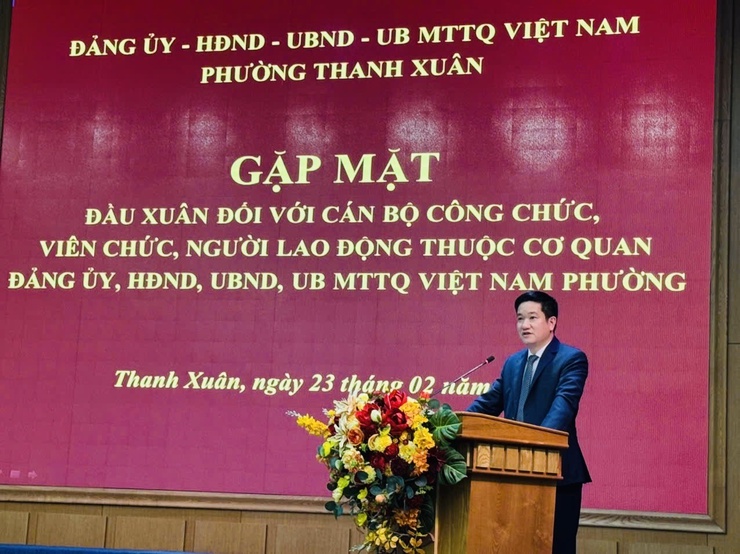 ĐẢNG ỦY - HĐND - UBND - UB MTTQ VIỆT NAM
PHƯỜNG THANH XUÂN
GẶP MẶT
ĐẦU XUÂN ĐỐI VỚI CÁN BỘ CÔNG CHỨC,
VIÊN CHỨC, NGƯỜI LAO ĐỘNG THUỘC CƠ QUAN
ĐẢNG ỦY, HĐND, UBND, UB MTTQ VIỆT NAM PHƯỜNG
Thanh Xuân, ngày 23 tháng 02 năm